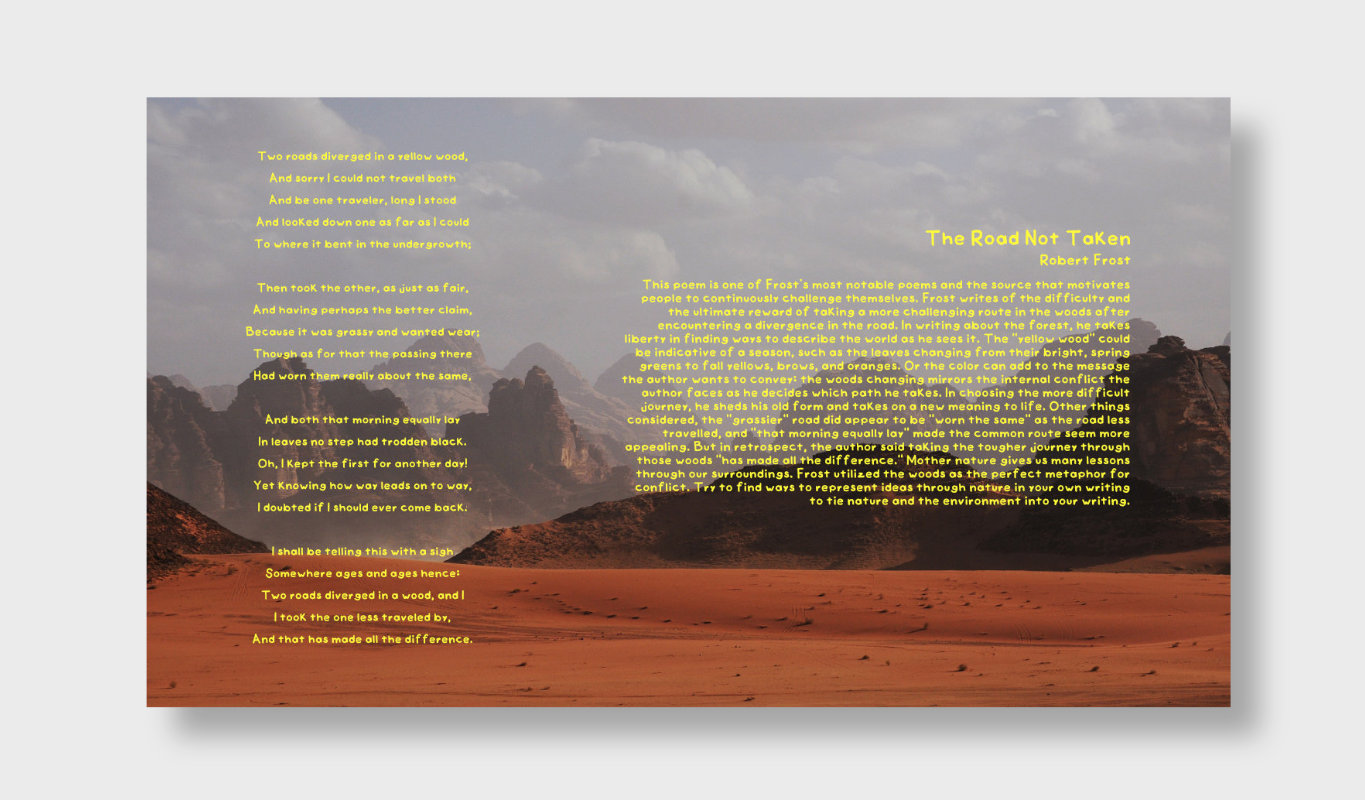 Two roads diverged in a yellow wood,
And sorry I could not travel both
And be one traveler, long I stood
And looked down one as far as I could
To where it bent in the undergrowth;
Then took the other, as just as fair,
And having perhaps the better claim,
Because it was grassy and wanted wear;
Though as for that the passing there
Had worn them really about the same,
And both that morning equally lay
In leaves no step had trodden black.
Oh, I kept the first for another day!
Yet knowing how way leads on to way,
I doubted if I should ever come back.
I shall be telling this with a sigh
Somewhere ages and ages hence:
Two roads diverged in a wood, and I
I took the one less traveled by,
And that has made all the difference.
The Road Not Taken
Robert Frost
This poem is one of Frost's most notable poems and the source that motivates
people to continuously challenge themselves. Frost writes of the difficulty and
the ultimate reward of taking a more challenging route in the woods after
encountering a divergence in the road. In writing about the forest, he takes
liberty in finding ways to describe the world as he sees it. The "yellow wood" could
be indicative of a season, such as the leaves changing from their bright, spring
greens to fall yellows, brows, and oranges. Or the color can add to the message
the author wants to convey: the woods changing mirrors the internal conflict the
author faces as he decides which path he takes. In choosing the more difficult
journey, he sheds his old form and takes on a new meaning to life. Other things
considered, the "grassier" road did appear to be "worn the same" as the road less
travelled, and "that morning equally lay" made the common route seem more
appealing. But in retrospect, the author said taking the tougher journey through
those woods "has made all the difference." Mother nature gives us many lessons
through our surroundings. Frost utilized the woods as the perfect metaphor for
conflict. Try to find ways to represent ideas through nature in your own writing
to tie nature and the environment into your writing.